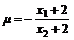 μ = − (x₁ + 2) / (x₂ + 2)